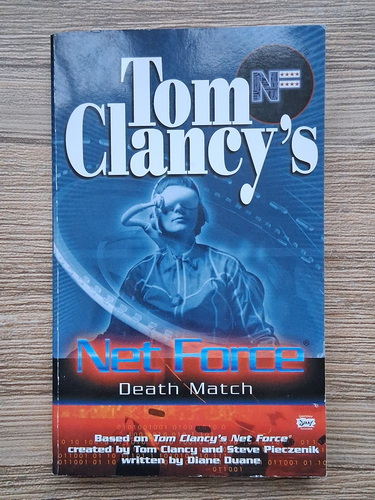 Tom
NF
Clancy's
Net Force®
Death Match
Based on Tom Clancy's Net Force®
created by Tom Clancy and Steve Pieczenik
written by Diane Duane